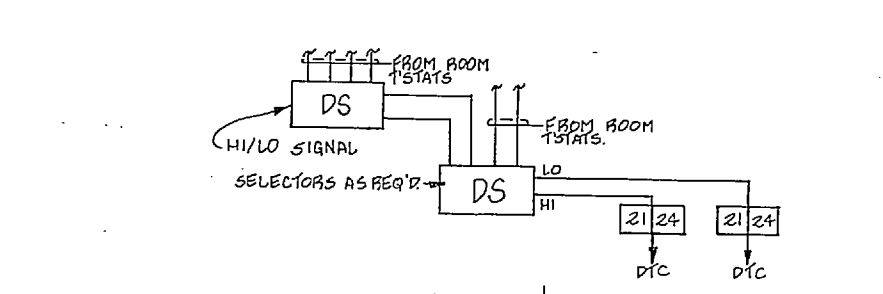 FROM ROOM
T'STATS
DS
HI/LO SIGNAL
FROM ROOM
T'STATS.
SELECTORS AS REQ'D.
DS
LO
HI
21 24
21 24
DTC
DTC